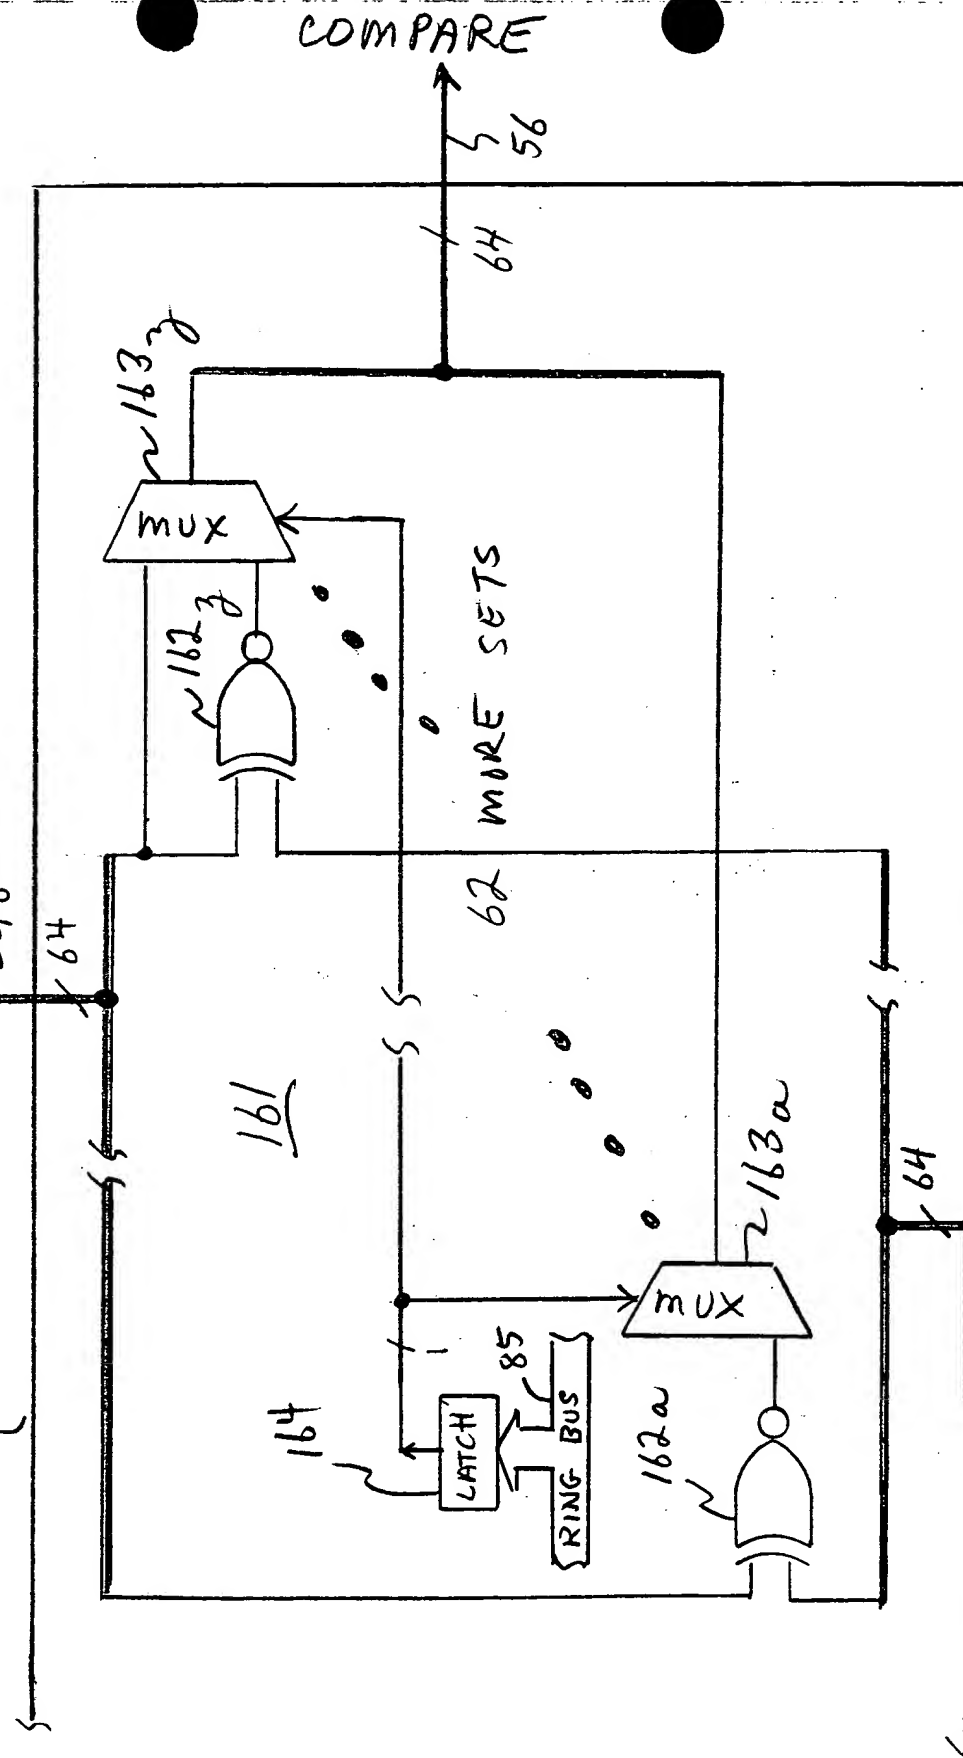 COMPARE
56
64
163z
MUX
162z
MORE SETS
62
64
161
163a
MUX
64
1
85
164
LATCH
RING BUS
162a